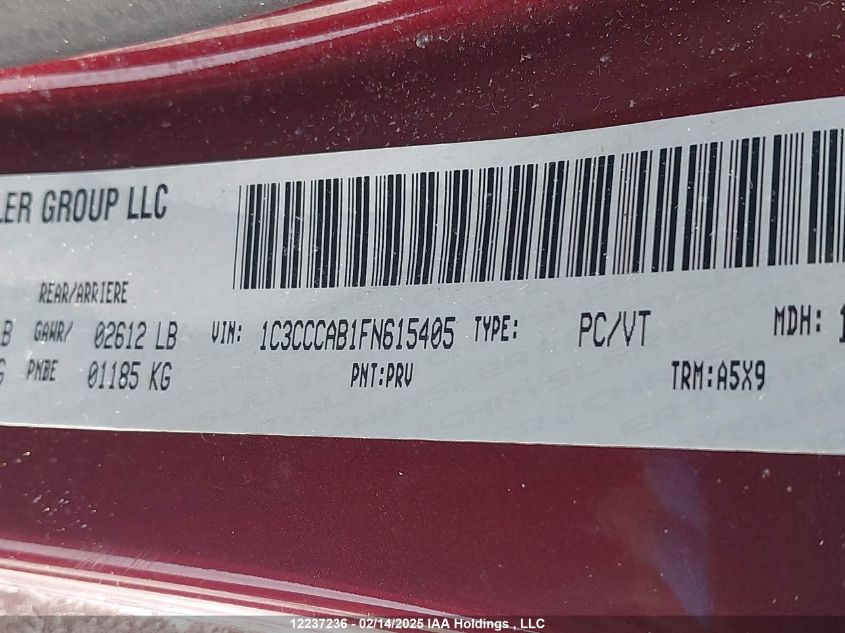 LER GROUP LLC
REAR/ARRIERE
B GAWR/ 02612 LB VIN: 1C3CCCAB1FN615405 TYPE: PC/VT MDH: 1
G PNBE 01185 KG PNT:PRV TRM:A5X9
12237236 - 02/14/2025 IAA Holdings , LLC